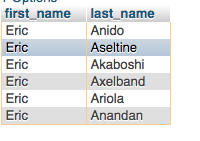 Options
first_name last_name
Eric Anido
Eric Aseltine
Eric Akaboshi
Eric Axelband
Eric Ariola
Eric Anandan